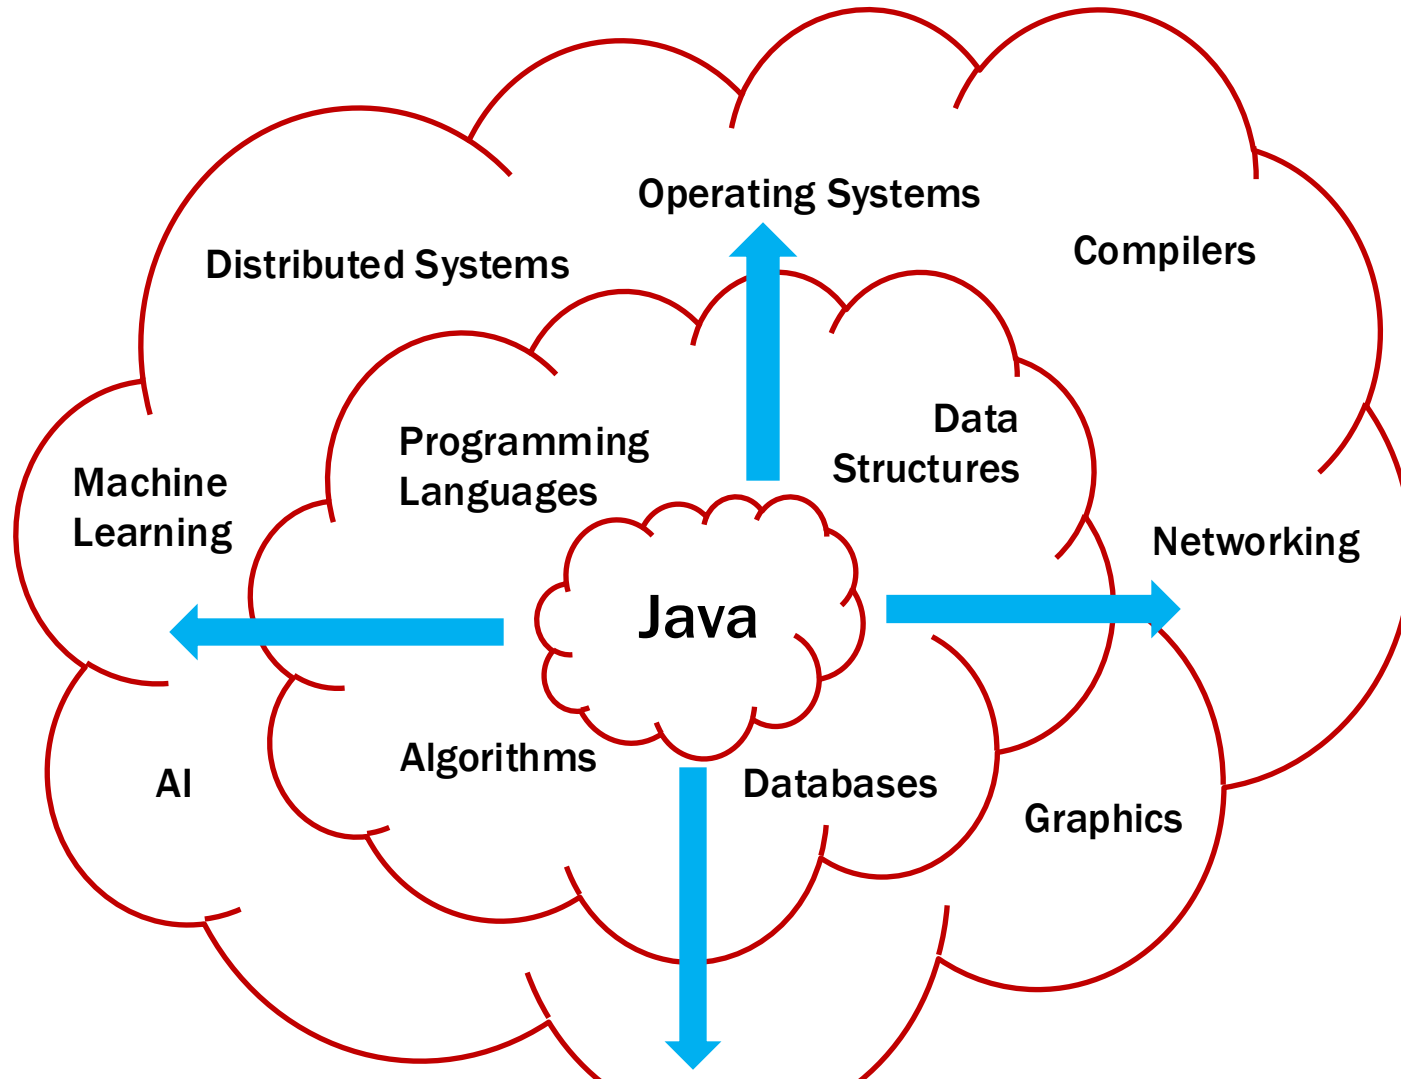 Operating Systems
Distributed Systems
Compilers
Programming
Languages
Data
Structures
Machine
Learning
Networking
Java
Algorithms
AI
Databases
Graphics